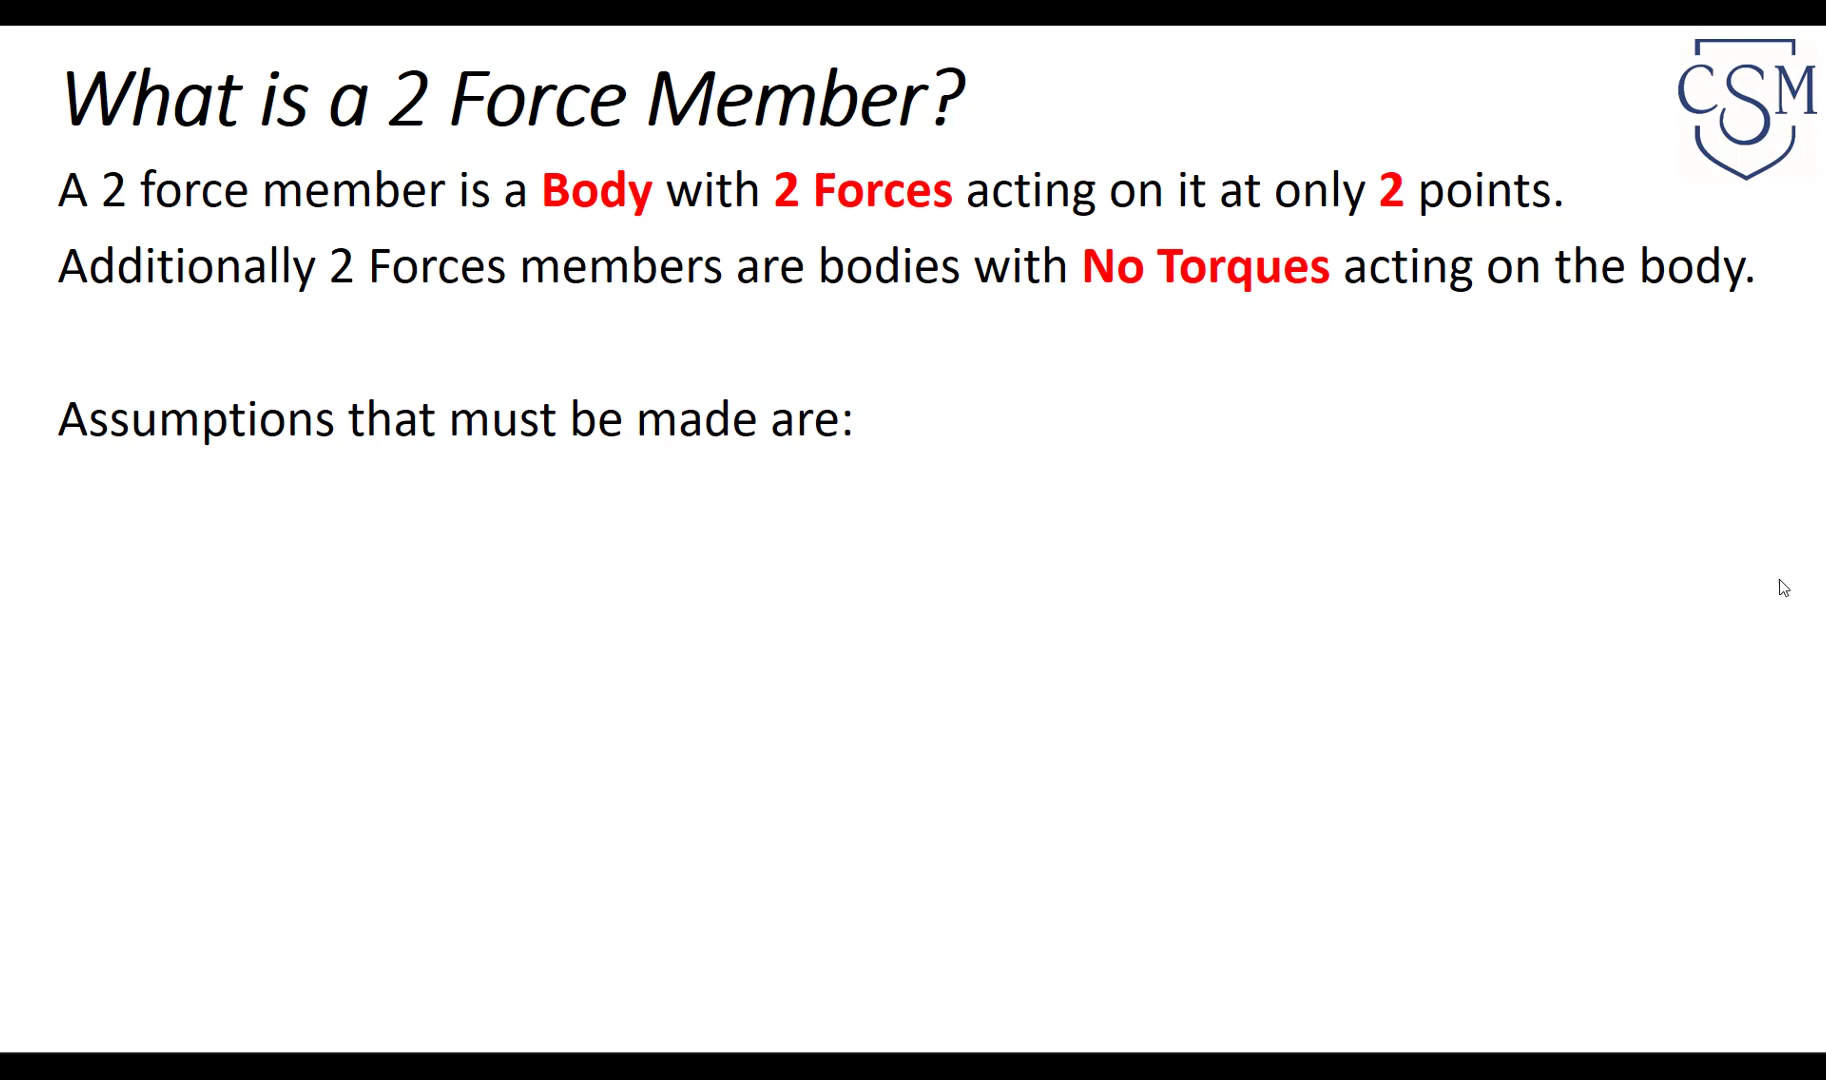 What is a 2 Force Member?
CSM
A 2 force member is a Body with 2 Forces acting on it at only 2 points.
Additionally 2 Forces members are bodies with No Torques acting on the body.
Assumptions that must be made are: